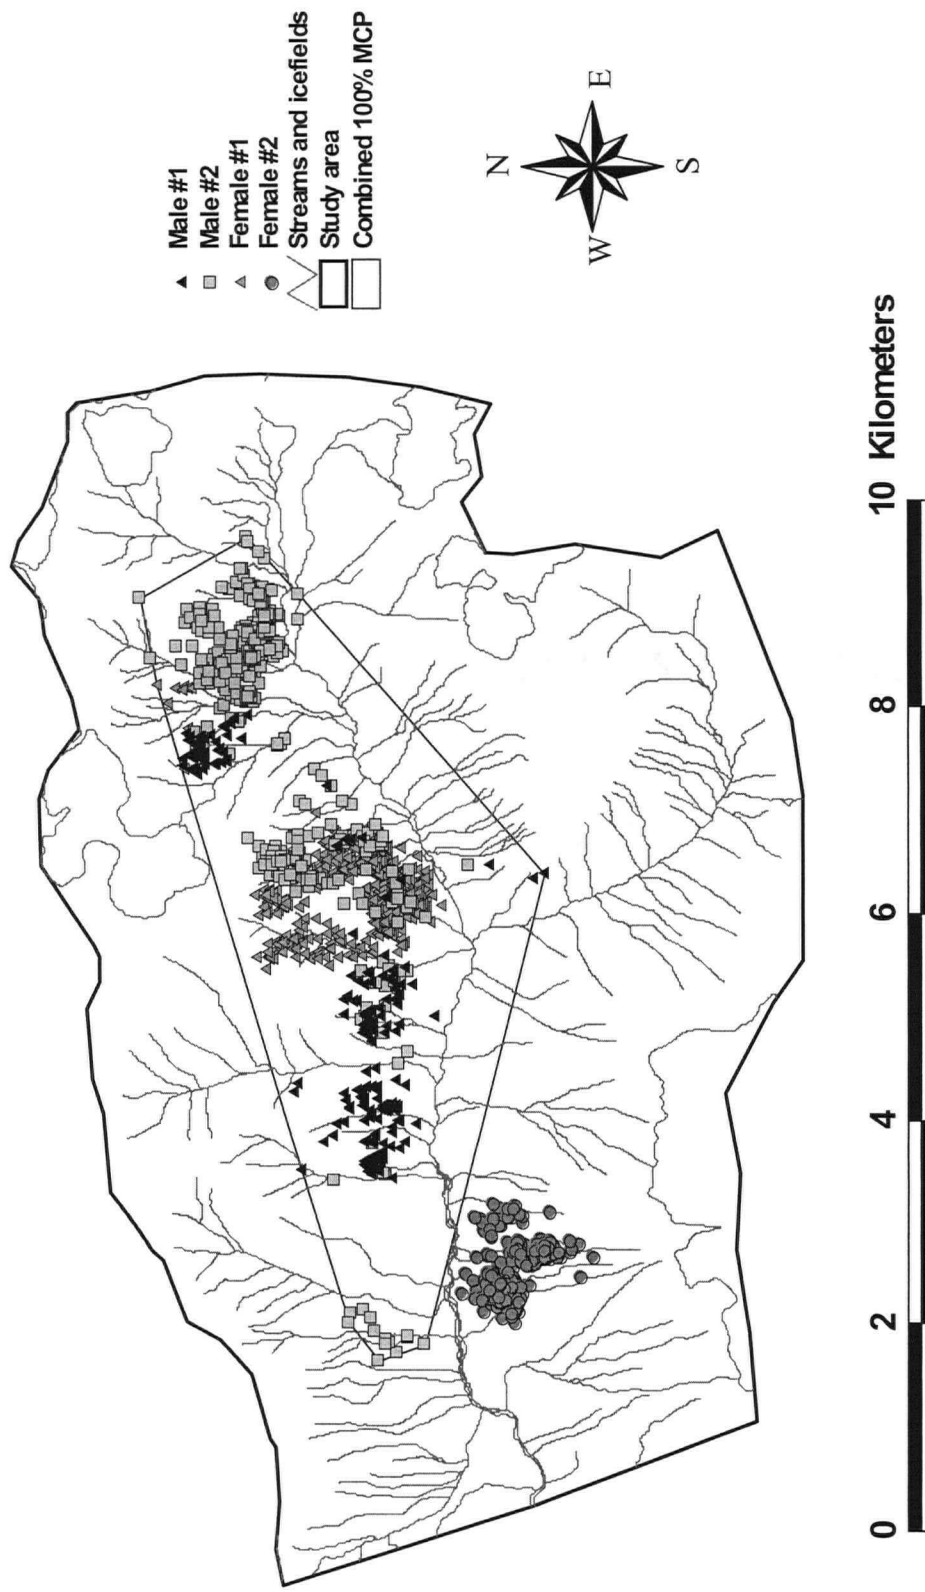 Male #1
Male #2
Female #1
Female #2
Streams and icefields
Study area
Combined 100% MCP
N
W E
S
0 2 4 6 8 10 Kilometers